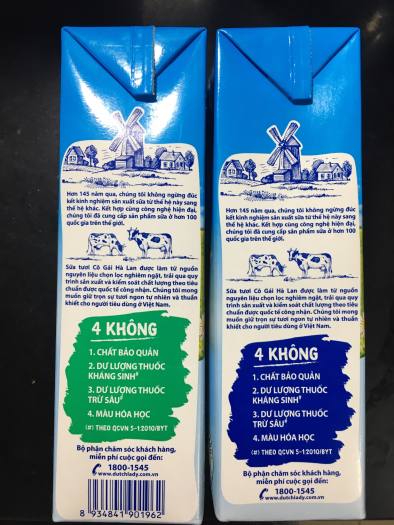 Hơn 145 năm qua, chúng tôi không ngừng đúc
kết kinh nghiệm sản xuất sữa từ thế hệ này sang
thế hệ khác. Kết hợp cùng công nghệ hiện đại,
chúng tôi đã cung cấp sản phẩm sữa ở hơn 100
quốc gia trên thế giới.
Sữa tươi Cô Gái Hà Lan được làm từ nguồn
nguyên liệu chọn lọc nghiêm ngặt, trải qua quy
trình sản xuất và kiểm soát chất lượng theo tiêu
chuẩn được quốc tế công nhận. Chúng tôi mong
muốn giữ trọn sự tươi ngon tự nhiên và thuần
khiết cho người tiêu dùng ở Việt Nam.
4 KHÔNG
1. CHẤT BẢO QUẢN
2. DƯ LƯỢNG THUỐC
KHÁNG SINH#
3. DƯ LƯỢNG THUỐC
TRỪ SÂU#
4. MÀU HÓA HỌC
(#) THEO QCVN 5-12010/BYT
Bộ phận chăm sóc khách hàng,
miễn phí cuộc gọi đến:
1800-1545
www.dutchlady.com.vn
8 934841 901962
Hơn 145 năm qua, chúng tôi không ngừng đúc
kết kinh nghiệm sản xuất sữa từ thế hệ này sang
thế hệ khác. Kết hợp cùng công nghệ hiện đại,
chúng tôi đã cung cấp sản phẩm sữa ở hơn 100
quốc gia trên thế giới.
Sữa tươi Cô Gái Hà Lan được làm từ nguồn
nguyên liệu chọn lọc nghiêm ngặt, trải qua quy
trình sản xuất và kiểm soát chất lượng theo tiêu
chuẩn được quốc tế công nhận. Chúng tôi mong
muốn giữ trọn sự tươi ngon tự nhiên và thuần
khiết cho người tiêu dùng ở Việt Nam.
4 KHÔNG
1. CHẤT BẢO QUẢN
2. DƯ LƯỢNG THUỐC
KHÁNG SINH#
3. DƯ LƯỢNG THUỐC
TRỪ SÂU#
4. MÀU HÓA HỌC
(#) THEO QCVN 5-12010/BYT
Bộ phận chăm sóc khách hàng,
miễn phí cuộc gọi đến:
1800-1545
www.dutchlady.com.vn